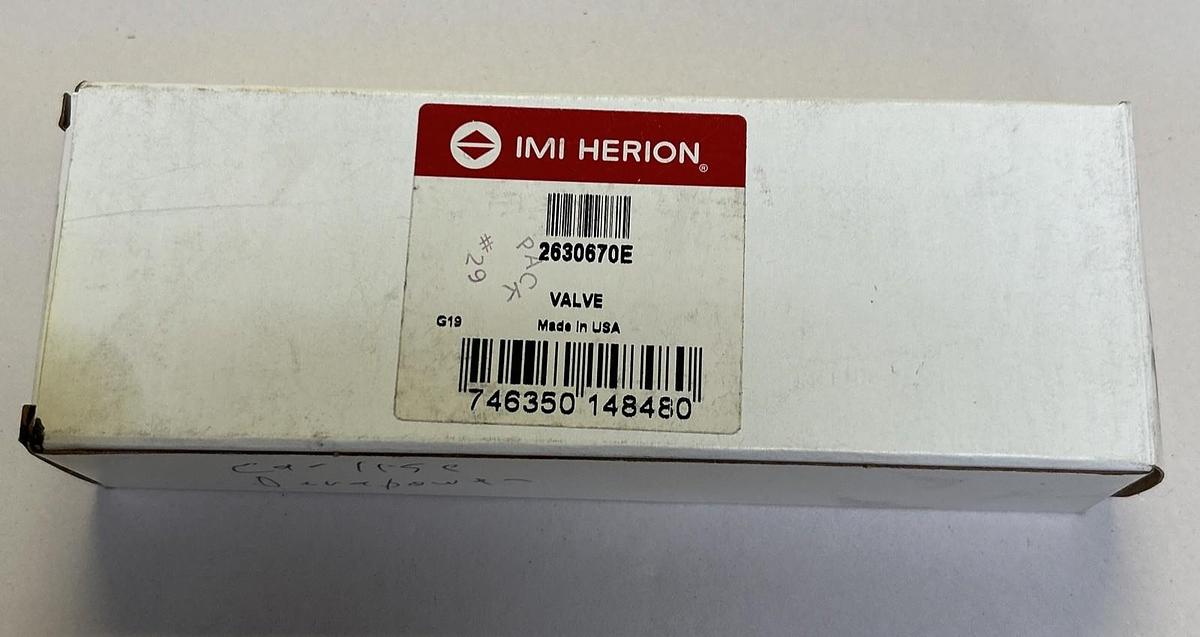 IMI HERION®
2630670E
PACK
#29
VALVE
G19 Made in USA
746350 148480